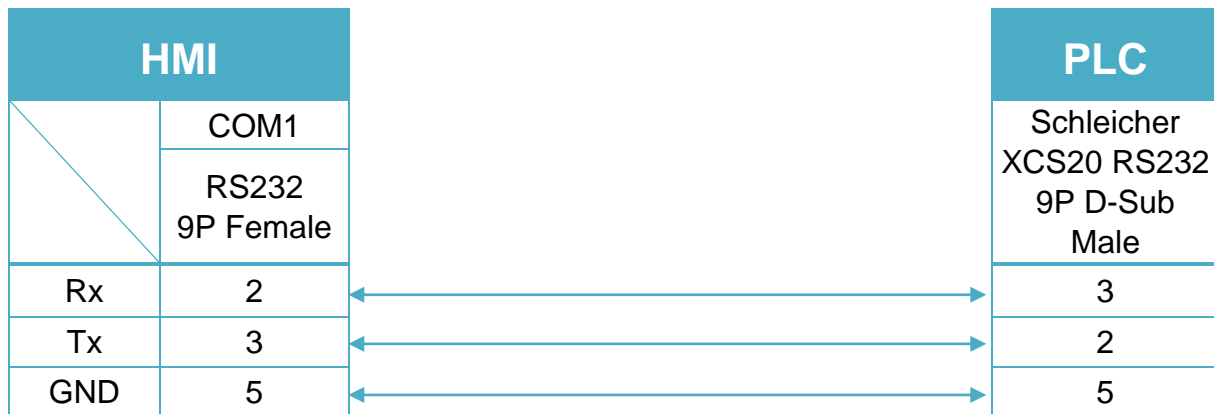 HMI
PLC
COM1
RS232
9P Female
Schleicher
XCS20 RS232
9P D-Sub
Male
Rx 2 3
Tx 3 2
GND 5 5